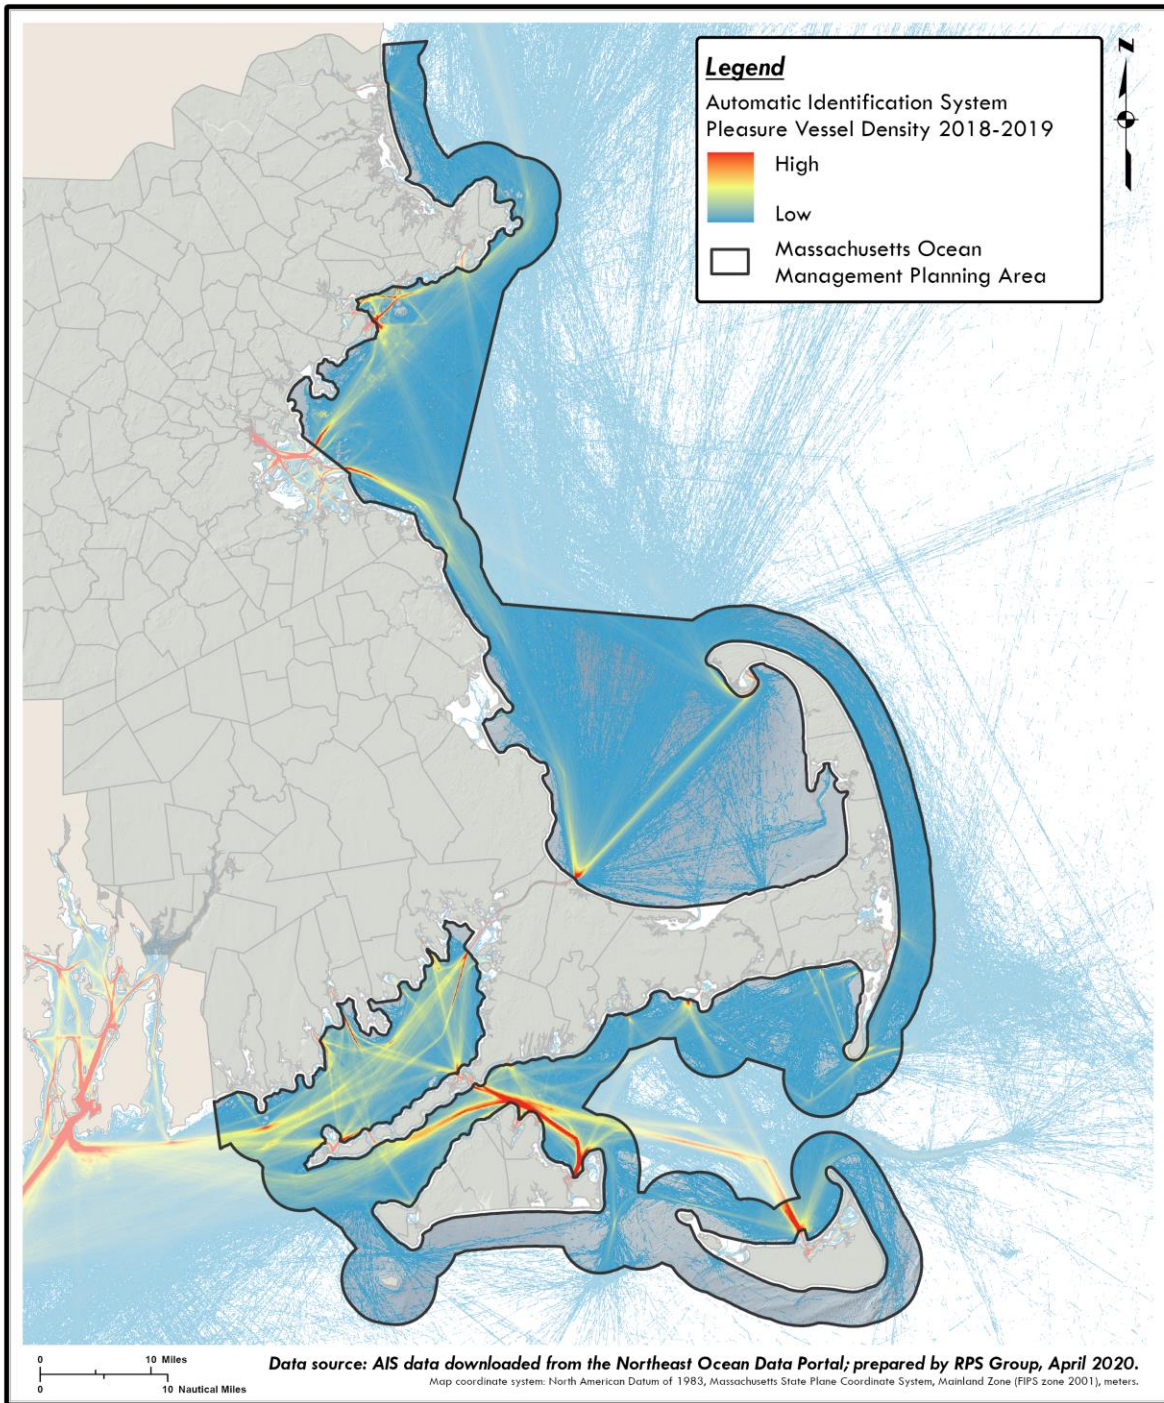 Legend
Automatic Identification System
Pleasure Vessel Density 2018-2019
High
Low
Massachusetts Ocean
Management Planning Area
N
0 10 Miles
0 10 Nautical Miles
Data source: AIS data downloaded from the Northeast Ocean Data Portal; prepared by RPS Group, April 2020.
Map coordinate system: North American Datum of 1983, Massachusetts State Plane Coordinate System, Mainland Zone (FIPS zone 2001), meters.